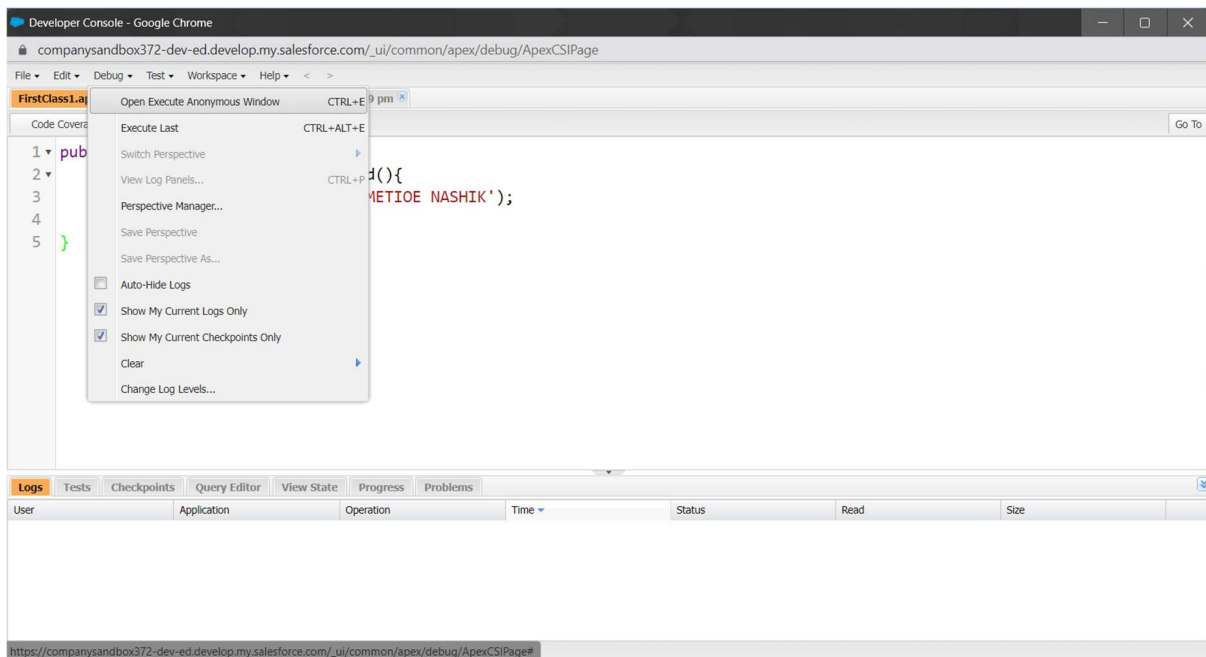 Developer Console - Google Chrome
companysandbox372-dev-ed.develop.my.salesforce.com/_ui/common/apex/debug/ApexCSIPage
File Edit Debug Test Workspace Help < >
FirstClass1.ap 9 pm
Code Covera Go To
Open Execute Anonymous Window CTRL+E
Execute Last CTRL+ALT+E
Switch Perspective
View Log Panels... CTRL+P
Perspective Manager...
Save Perspective
Save Perspective As...
Auto-Hide Logs
Show My Current Logs Only
Show My Current Checkpoints Only
Clear
Change Log Levels...
1 pub
2 d(){
3 METIOE NASHIK');
4
5 }
Logs Tests Checkpoints Query Editor View State Progress Problems
User Application Operation Time Status Read Size
https://companysandbox372-dev-ed.develop.my.salesforce.com/_ui/common/apex/debug/ApexCSIPage#